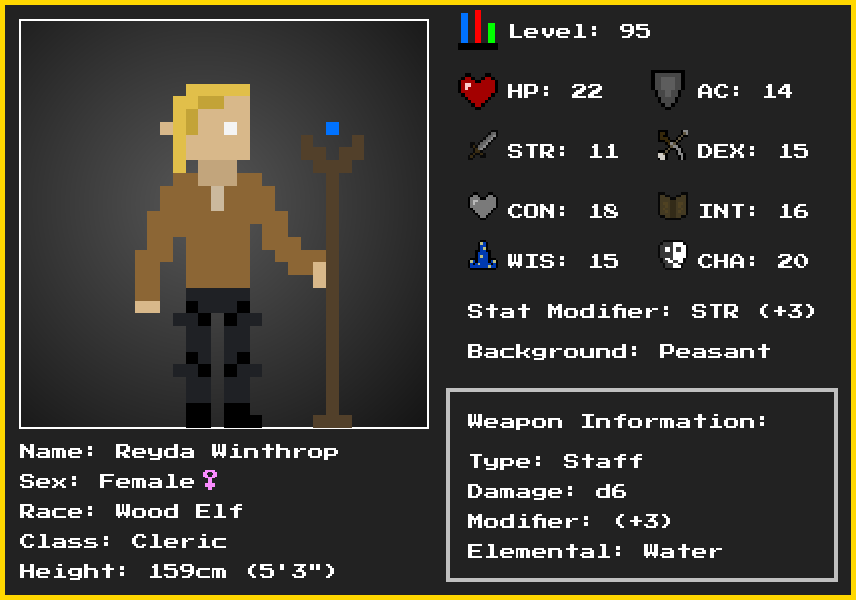 Level: 95
HP: 22
AC: 14
STR: 11
DEX: 15
CON: 18
INT: 16
WIS: 15
CHA: 20
Stat Modifier: STR (+3)
Background: Peasant
Weapon Information:
Type: Staff
Damage: d6
Modifier: (+3)
Elemental: Water
Name: Reyda Winthrop
Sex: Female♀
Race: Wood Elf
Class: Cleric
Height: 159cm (5'3")